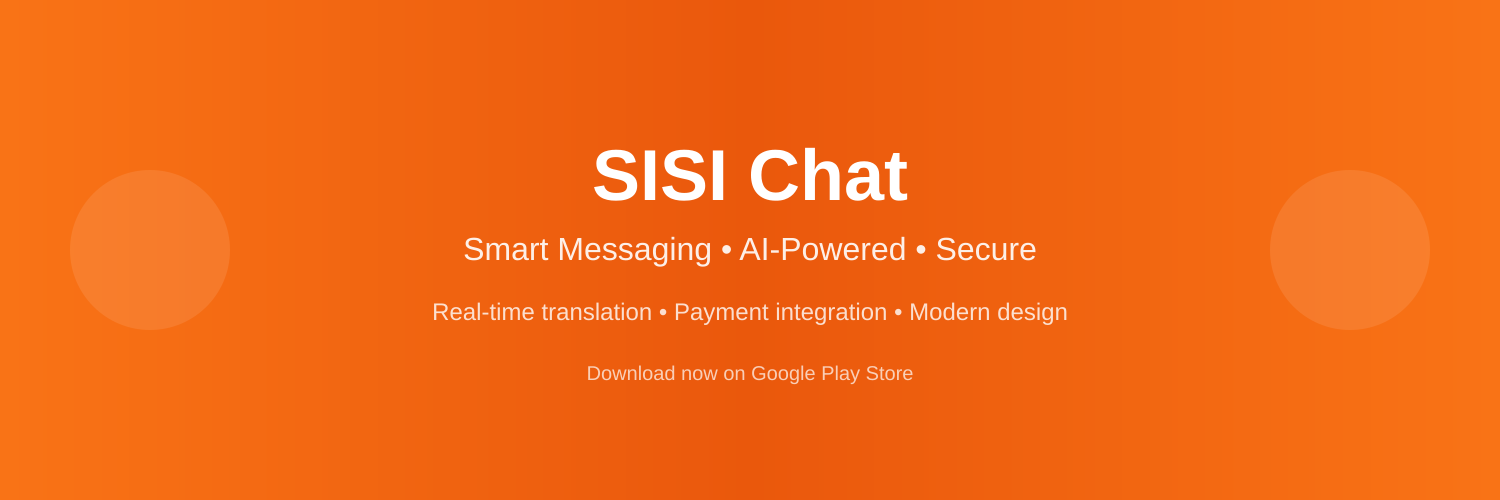 SISI Chat
Smart Messaging • AI-Powered • Secure
Real-time translation • Payment integration • Modern design
Download now on Google Play Store